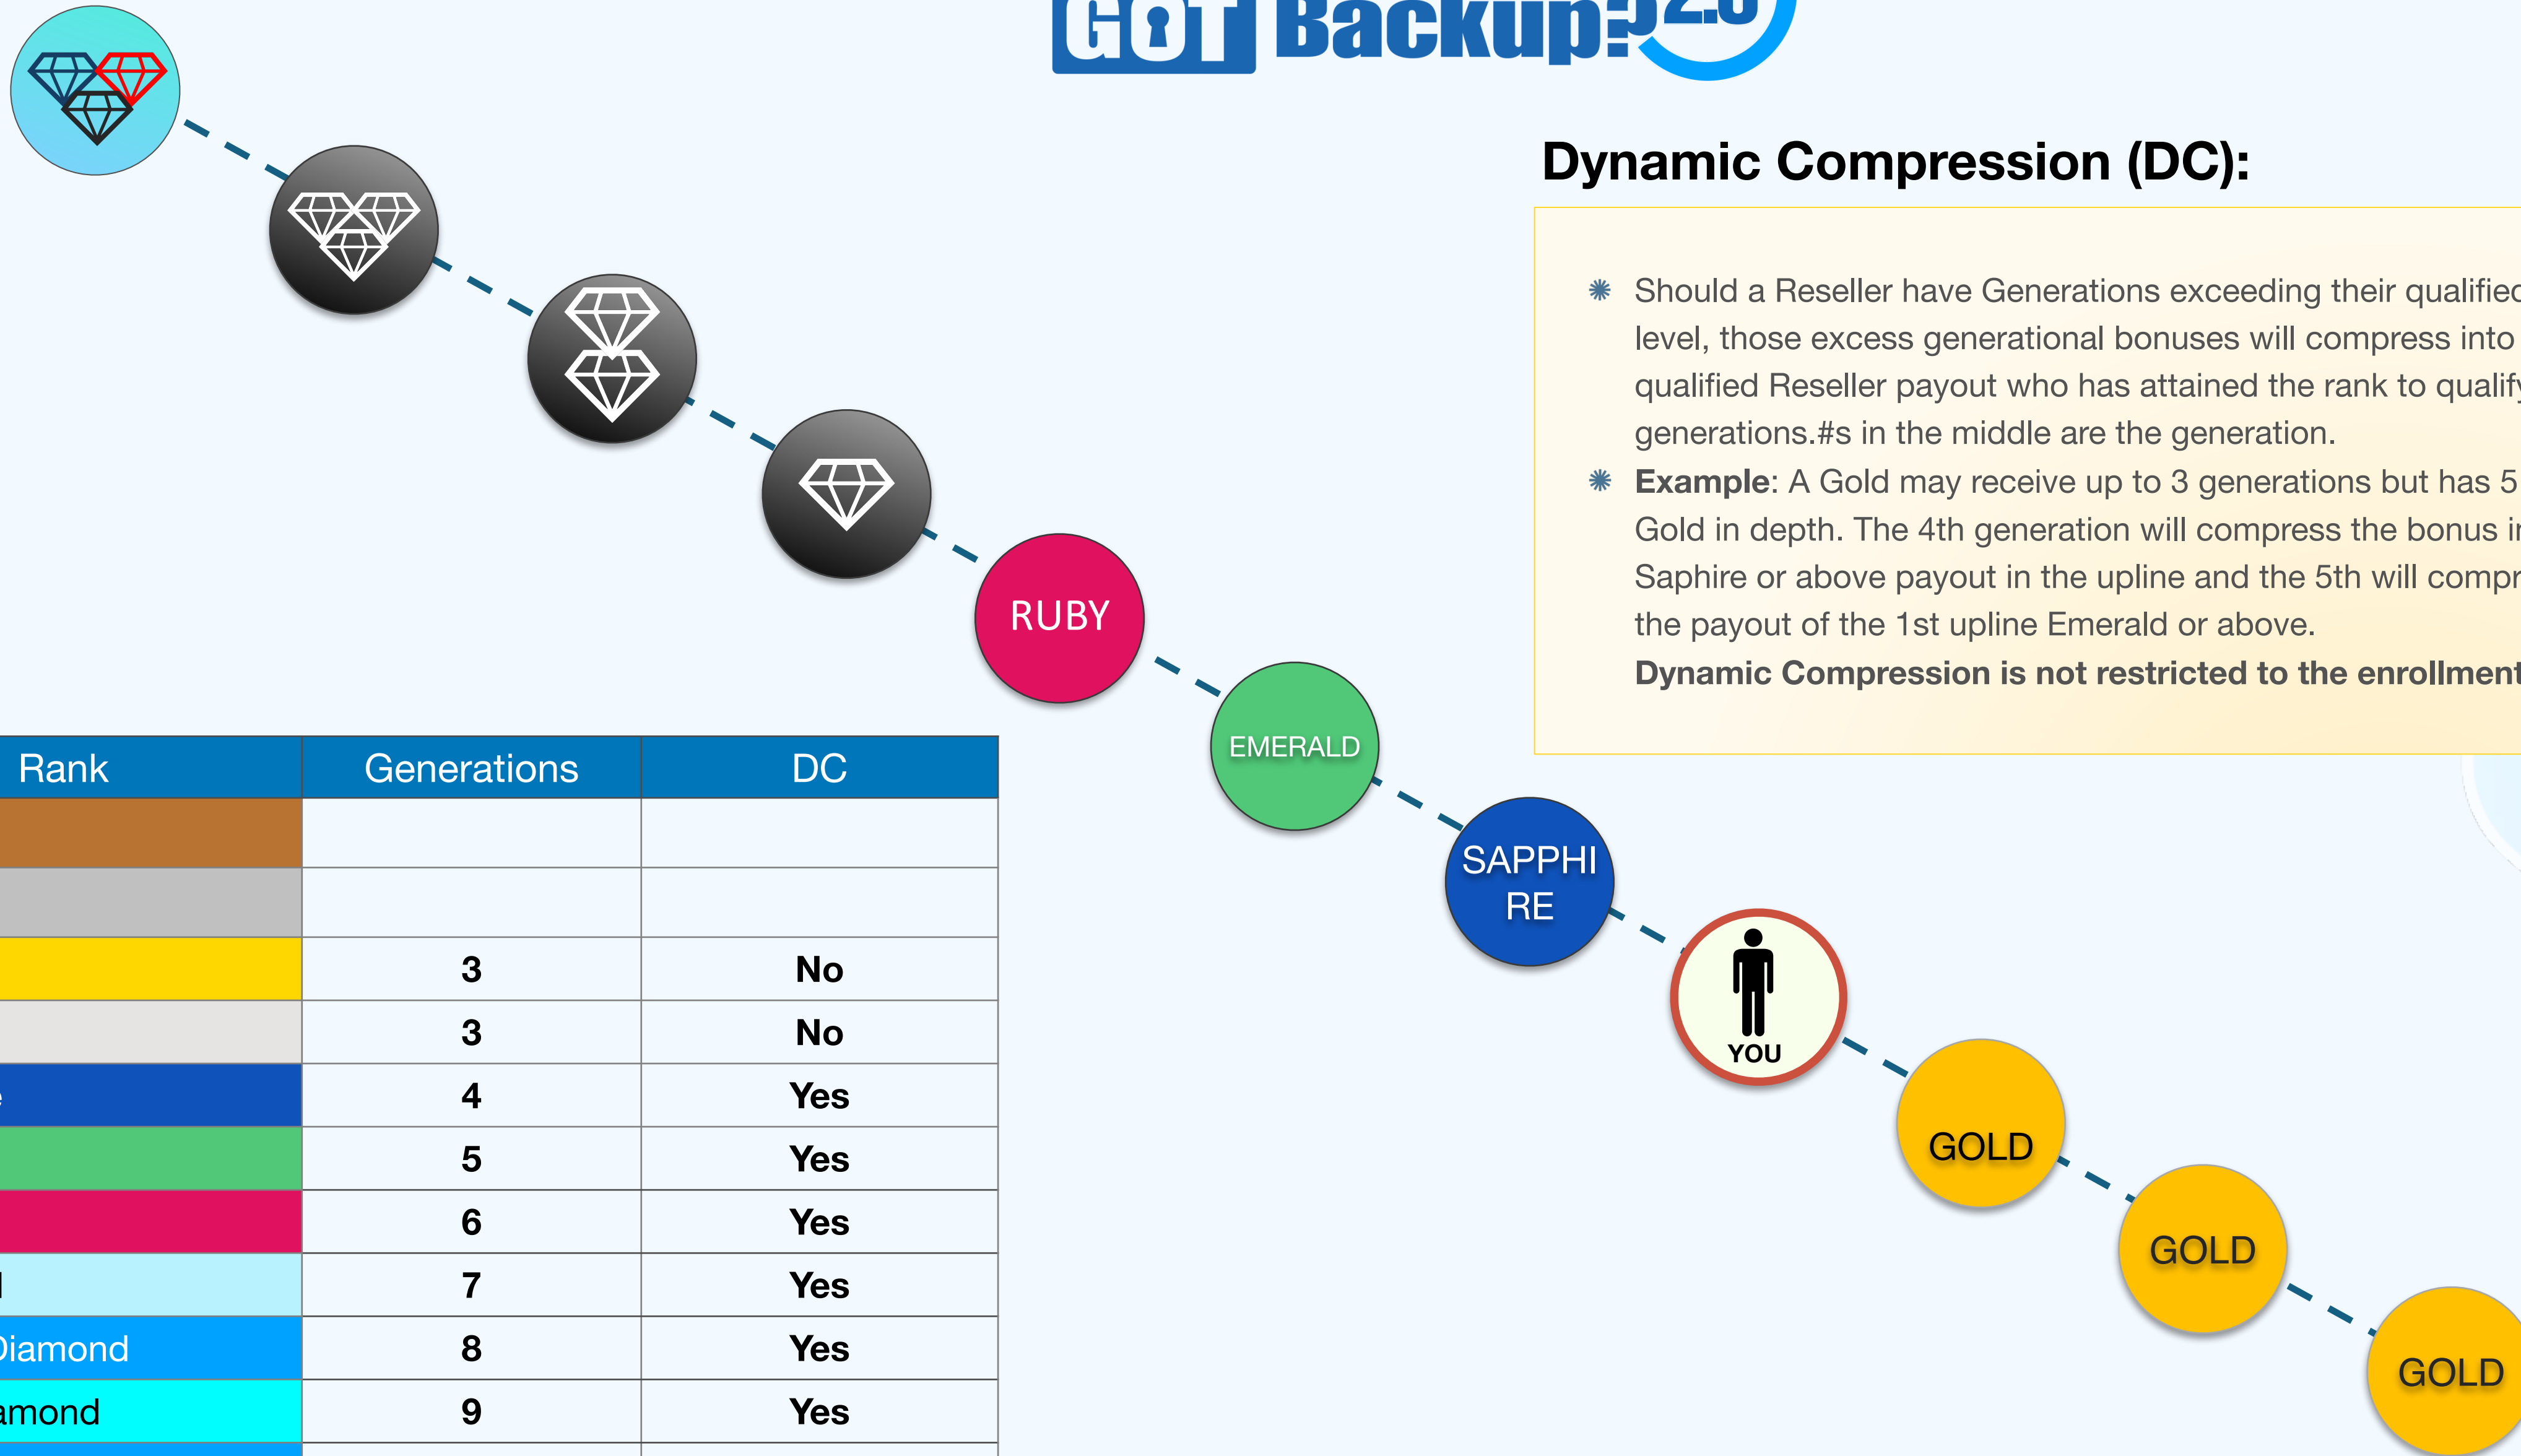 GOT Backup? 2.0
Dynamic Compression (DC):
Should a Reseller have Generations exceeding their qualified
level, those excess generational bonuses will compress into
qualified Reseller payout who has attained the rank to qualify
generations.#s in the middle are the generation.
Example: A Gold may receive up to 3 generations but has 5
Gold in depth. The 4th generation will compress the bonus in
Saphire or above payout in the upline and the 5th will compr
the payout of the 1st upline Emerald or above.
Dynamic Compression is not restricted to the enrollment
RUBY
EMERALD
SAPPHI
RE
YOU
GOLD
GOLD
GOLD
Rank Generations DC
3 No
3 No
e 4 Yes
5 Yes
6 Yes
7 Yes
Diamond 8 Yes
amond 9 Yes